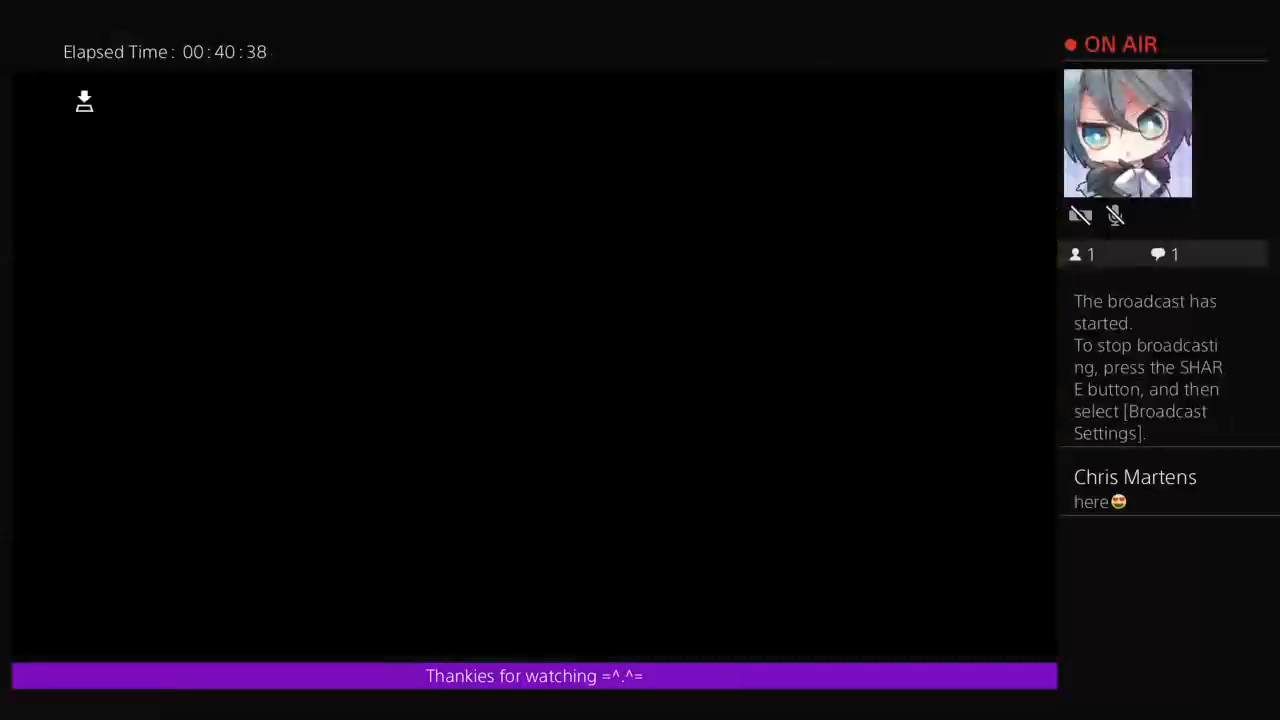 Elapsed Time: 00:40:38
ON AIR
1
1
The broadcast has
started.
To stop broadcasti
ng, press the SHAR
E button, and then
select [Broadcast
Settings].
Chris Martens
here😍
Thankies for watching =^.^=